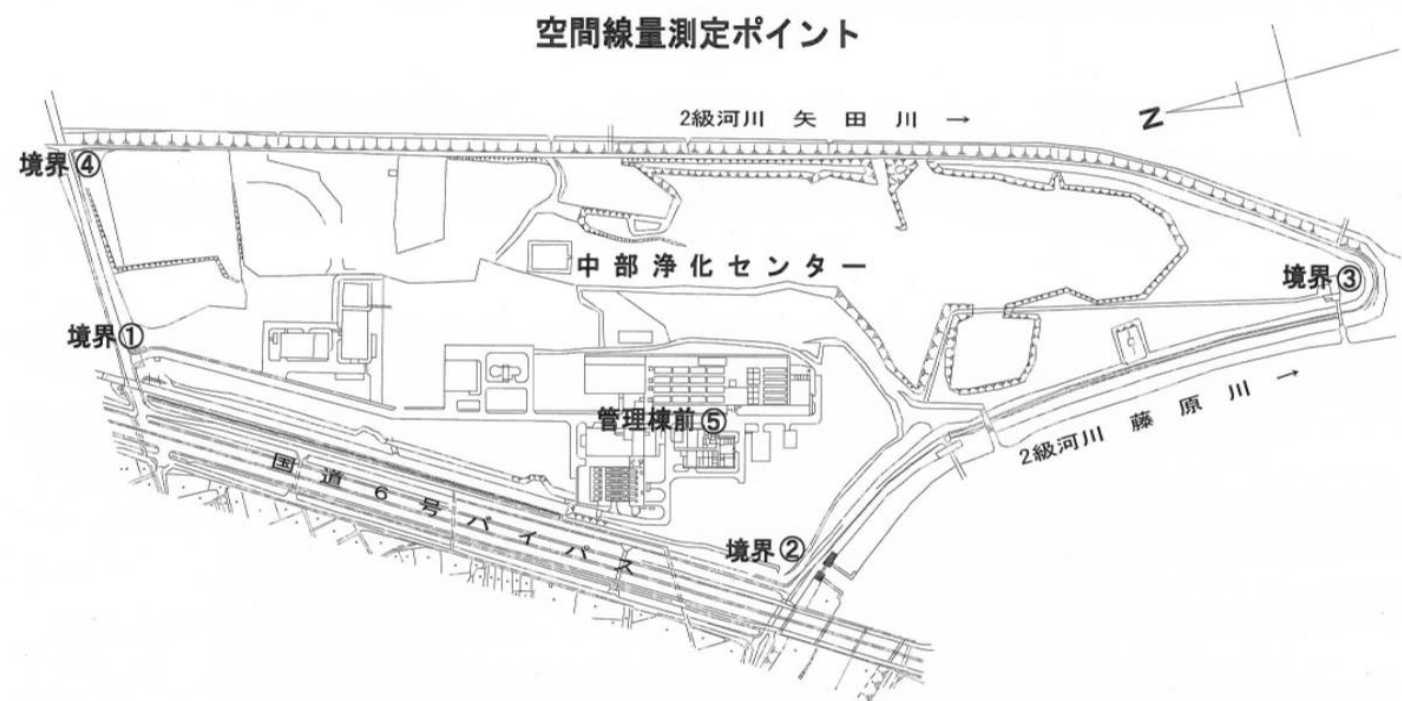 空間線量測定ポイント
2級河川 矢田川 →
N
境界④
中部浄化センター
境界③
境界①
管理棟前⑤
2級河川 藤原川 →
国道6号バイパス
境界②